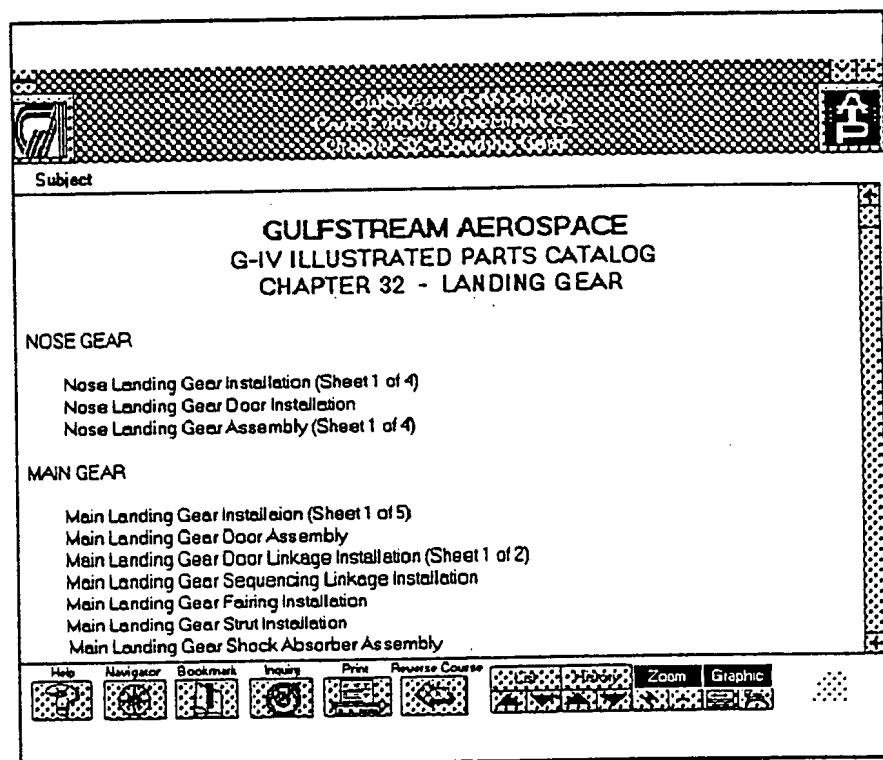 ATP
Subject
GULFSTREAM AEROSPACE
G-IV ILLUSTRATED PARTS CATALOG
CHAPTER 32 - LANDING GEAR
NOSE GEAR
Nose Landing Gear Installation (Sheet 1 of 4)
Nose Landing Gear Door Installation
Nose Landing Gear Assembly (Sheet 1 of 4)
MAIN GEAR
Main Landing Gear Installaion (Sheet 1 of 5)
Main Landing Gear Door Assembly
Main Landing Gear Door Linkage Installation (Sheet 1 of 2)
Main Landing Gear Sequencing Linkage Installation
Main Landing Gear Fairing Installation
Main Landing Gear Strut Installation
Main Landing Gear Shock Absorber Assembly
Help Navigator Bookmark Inquiry Print Reverse Course List History Zoom Graphic